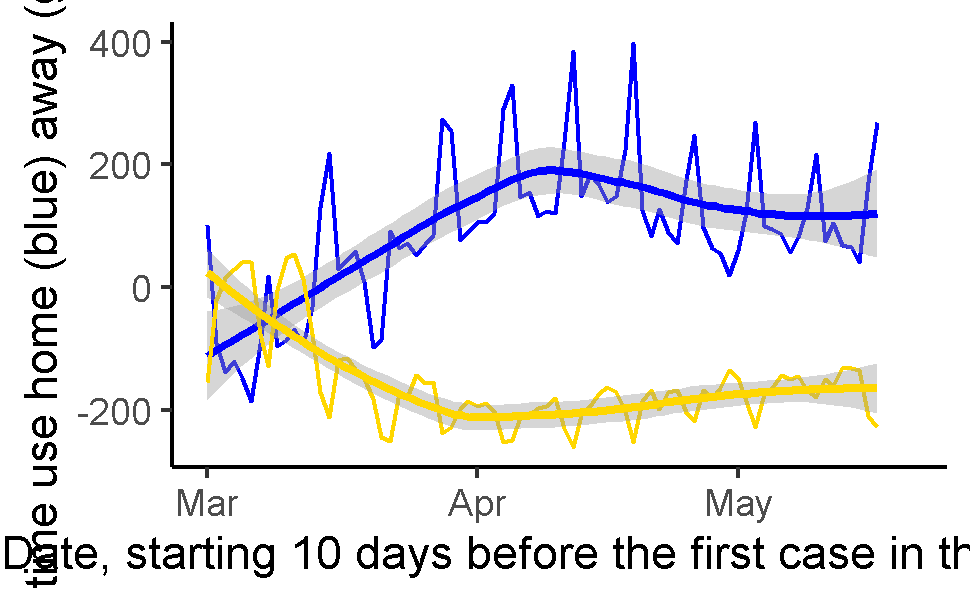 time use home (blue) away (
400
200
0
-200
Mar Apr May
Date, starting 10 days before the first case in th